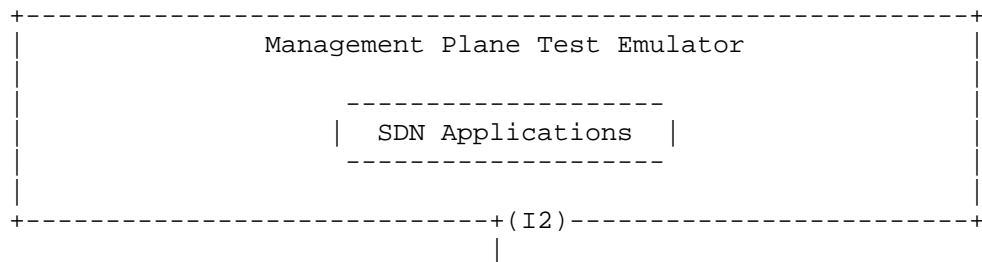 +-----------------------------------------------------------+
|               Management Plane Test Emulator              |
|                                                           |
|                    --------------------                   |
|                   |  SDN Applications  |                  |
|                    --------------------                   |
|                                                           |
+-----------------------------+(I2)-------------------------+
                              |